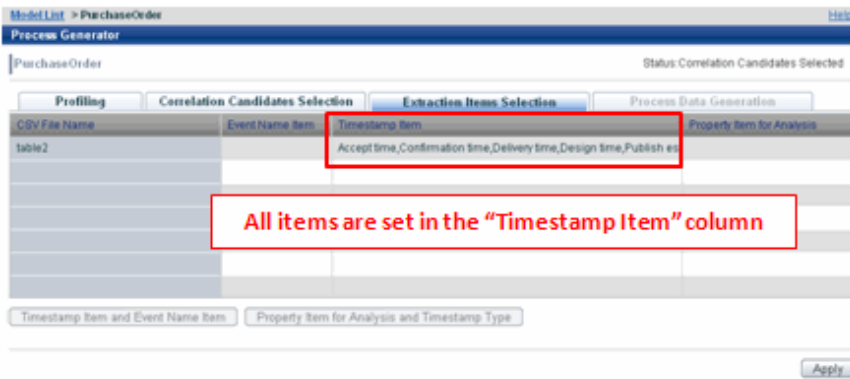 Model List > PurchaseOrder Help
Process Generator
PurchaseOrder Status:Correlation Candidates Selected
Profiling Correlation Candidates Selection Extraction Items Selection Process Data Generation
CSV File Name Event Name Item Timestamp Item Property Item for Analysis
table2 Accept time,Confirmation time,Delivery time,Design time,Publish es
All items are set in the “Timestamp Item” column
Timestamp Item and Event Name Item Property Item for Analysis and Timestamp Type
Apply